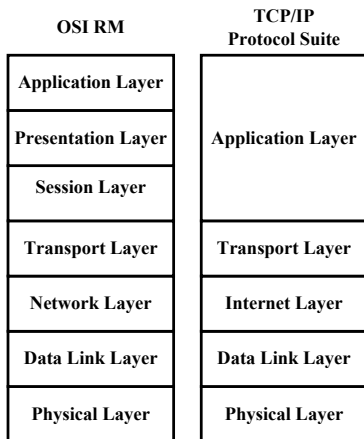 OSI RM
Application Layer
Presentation Layer
Session Layer
Transport Layer
Network Layer
Data Link Layer
Physical Layer
TCP/IP
Protocol Suite
Application Layer
Transport Layer
Internet Layer
Data Link Layer
Physical Layer